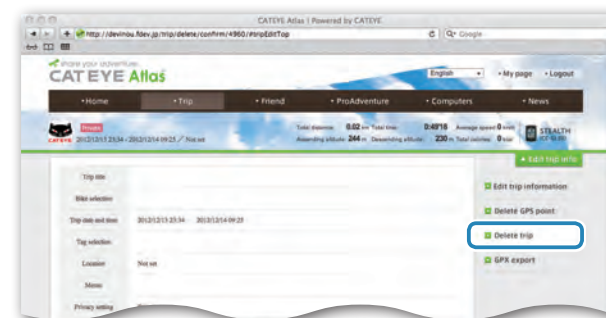 CATEYE Atlas | Powered by CATEYE
http://devinou.fdev.jp/trip/delete/confirm/4960/#tripEditTop
Google
share your adventure
CAT EYE Atlas
English
My page
Logout
Home
Trip
Friend
ProAdventure
Computers
News
Private
CAT EYE
2012/12/13 23:34 - 2012/12/14 09:25 / Not set
Total distance: 0.02 km Total time: 0:49'16 Average speed 0 km/h
Ascending altitude 244 m Descending altitude: 230 m Total calories: 0 kcal
STEALTH
Edit trip info
Trip title
Bike selection
Trip date and time 2012/12/13 23:34 2012/12/14 09:25
Tag selection
Location Not set
Memo
Privacy setting
Edit trip information
Delete GPS point
Delete trip
GPX export